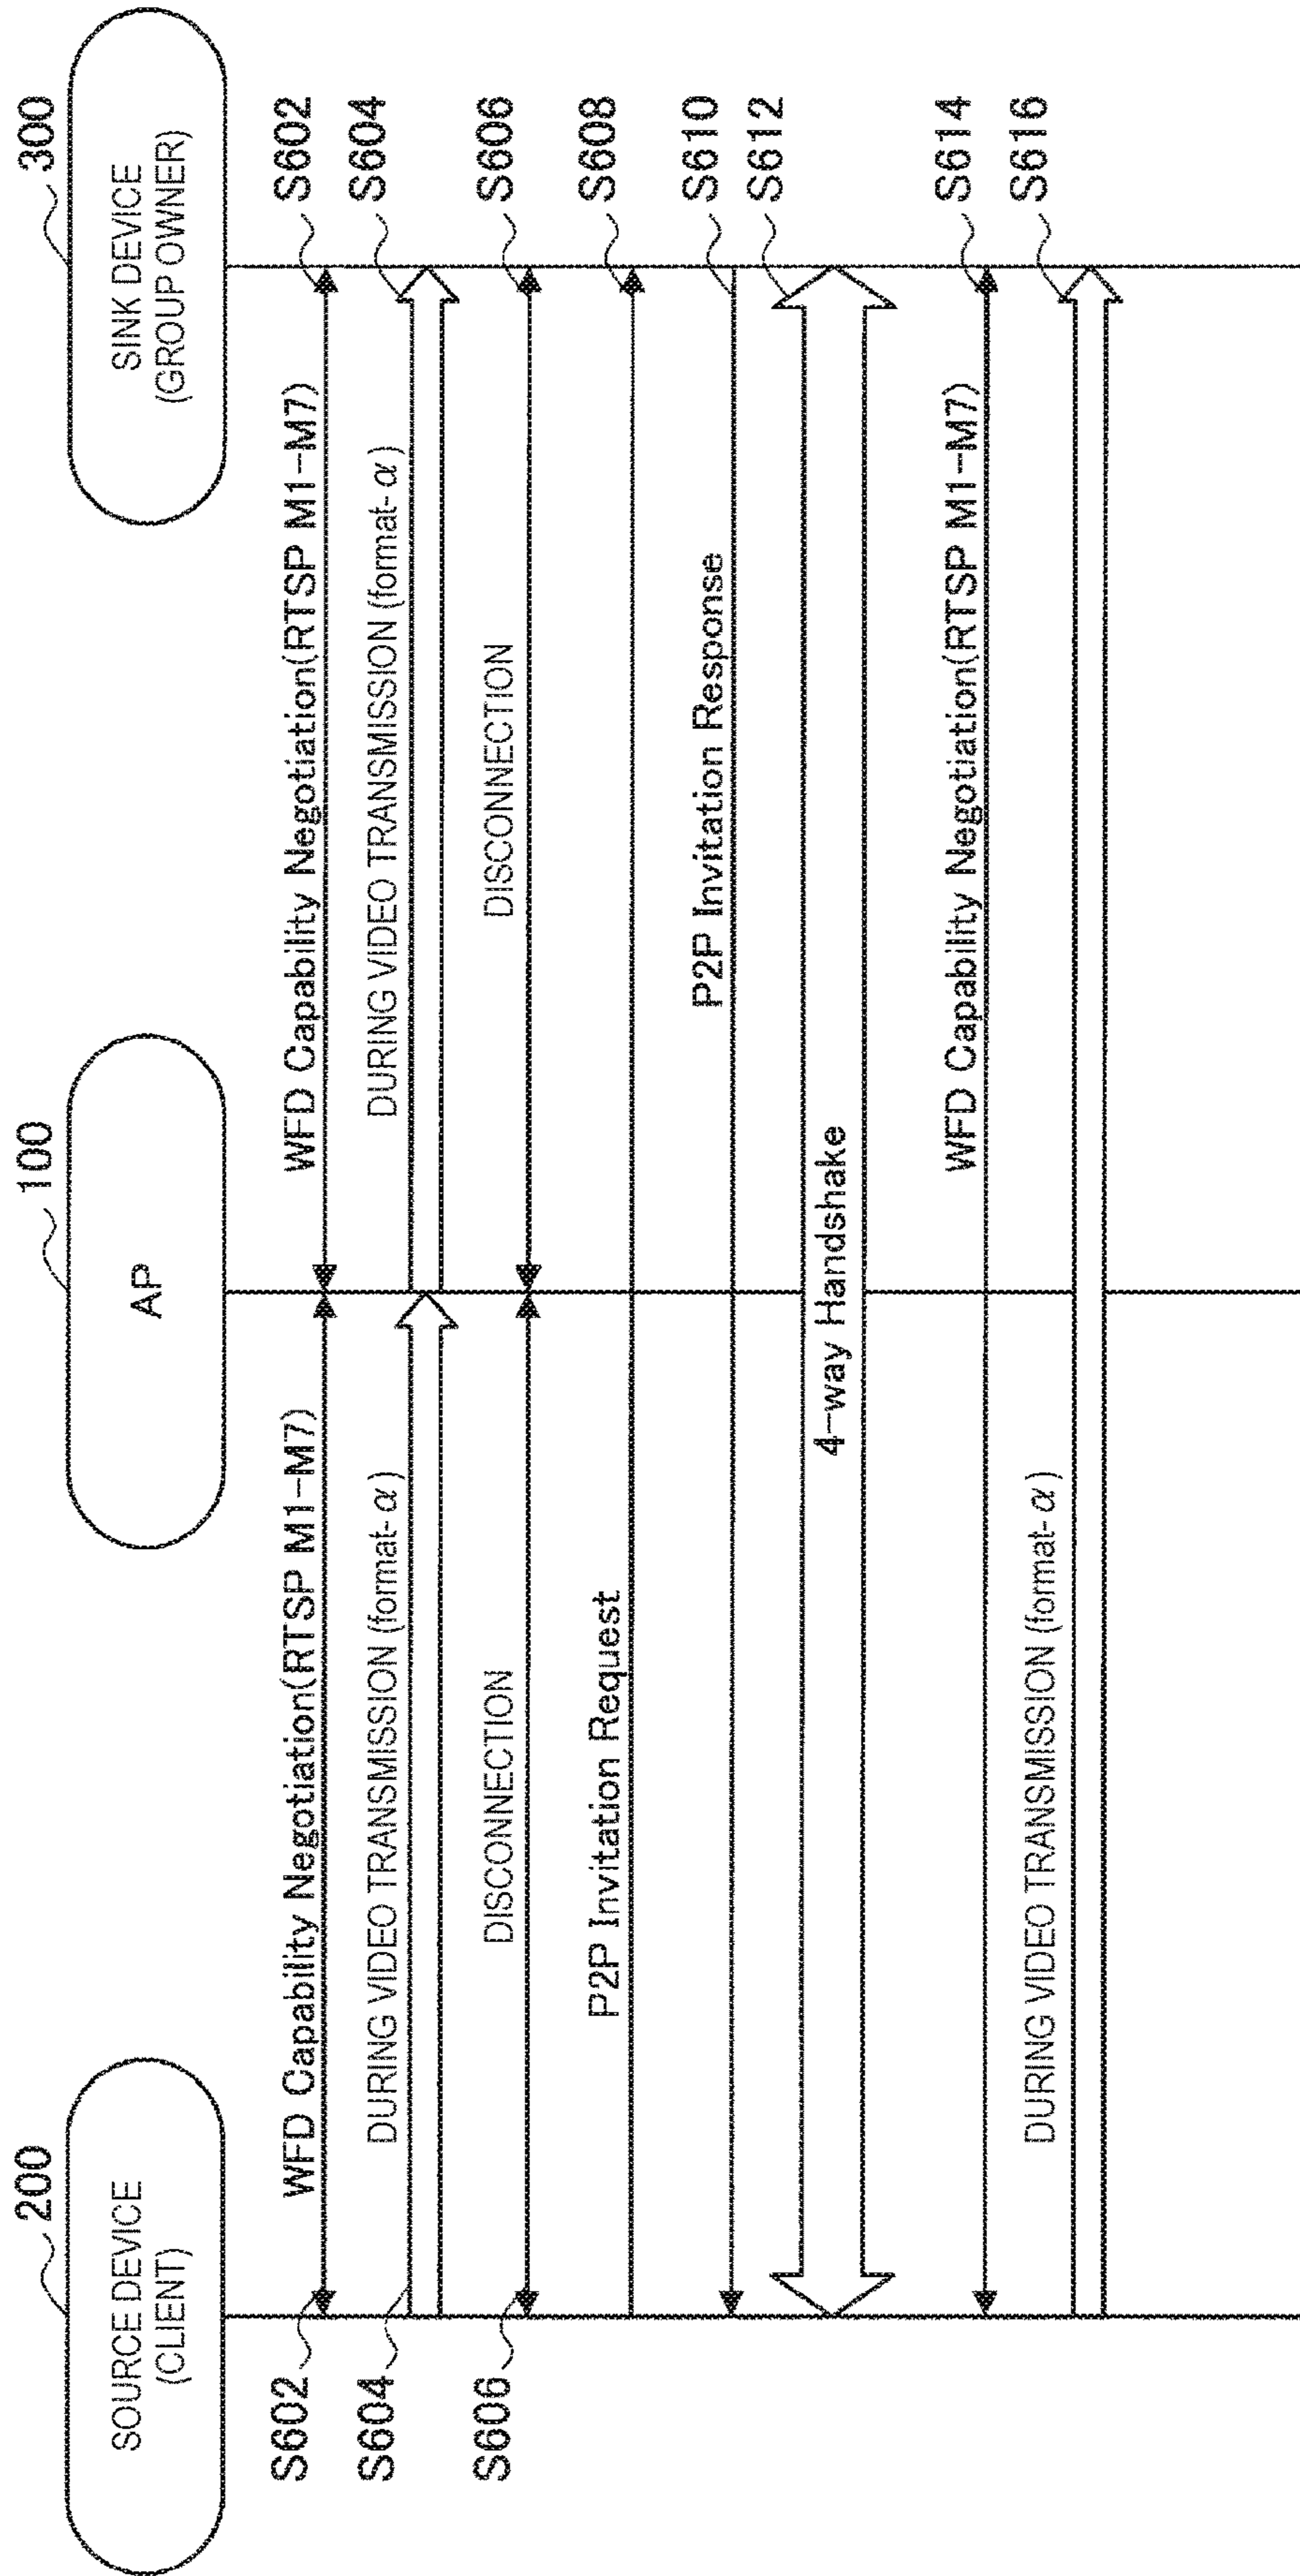 200
SOURCE DEVICE
(CLIENT)
100
AP
300
SINK DEVICE
(GROUP OWNER)
S602
WFD Capability Negotiation(RTSP M1-M7)
WFD Capability Negotiation(RTSP M1-M7)
S602
S604
DURING VIDEO TRANSMISSION (format-α)
DURING VIDEO TRANSMISSION (format-α)
S604
S606
DISCONNECTION
DISCONNECTION
S606
P2P Invitation Request
S608
P2P Invitation Response
S610
4-way Handshake
S612
WFD Capability Negotiation(RTSP M1-M7)
S614
DURING VIDEO TRANSMISSION (format-α)
S616